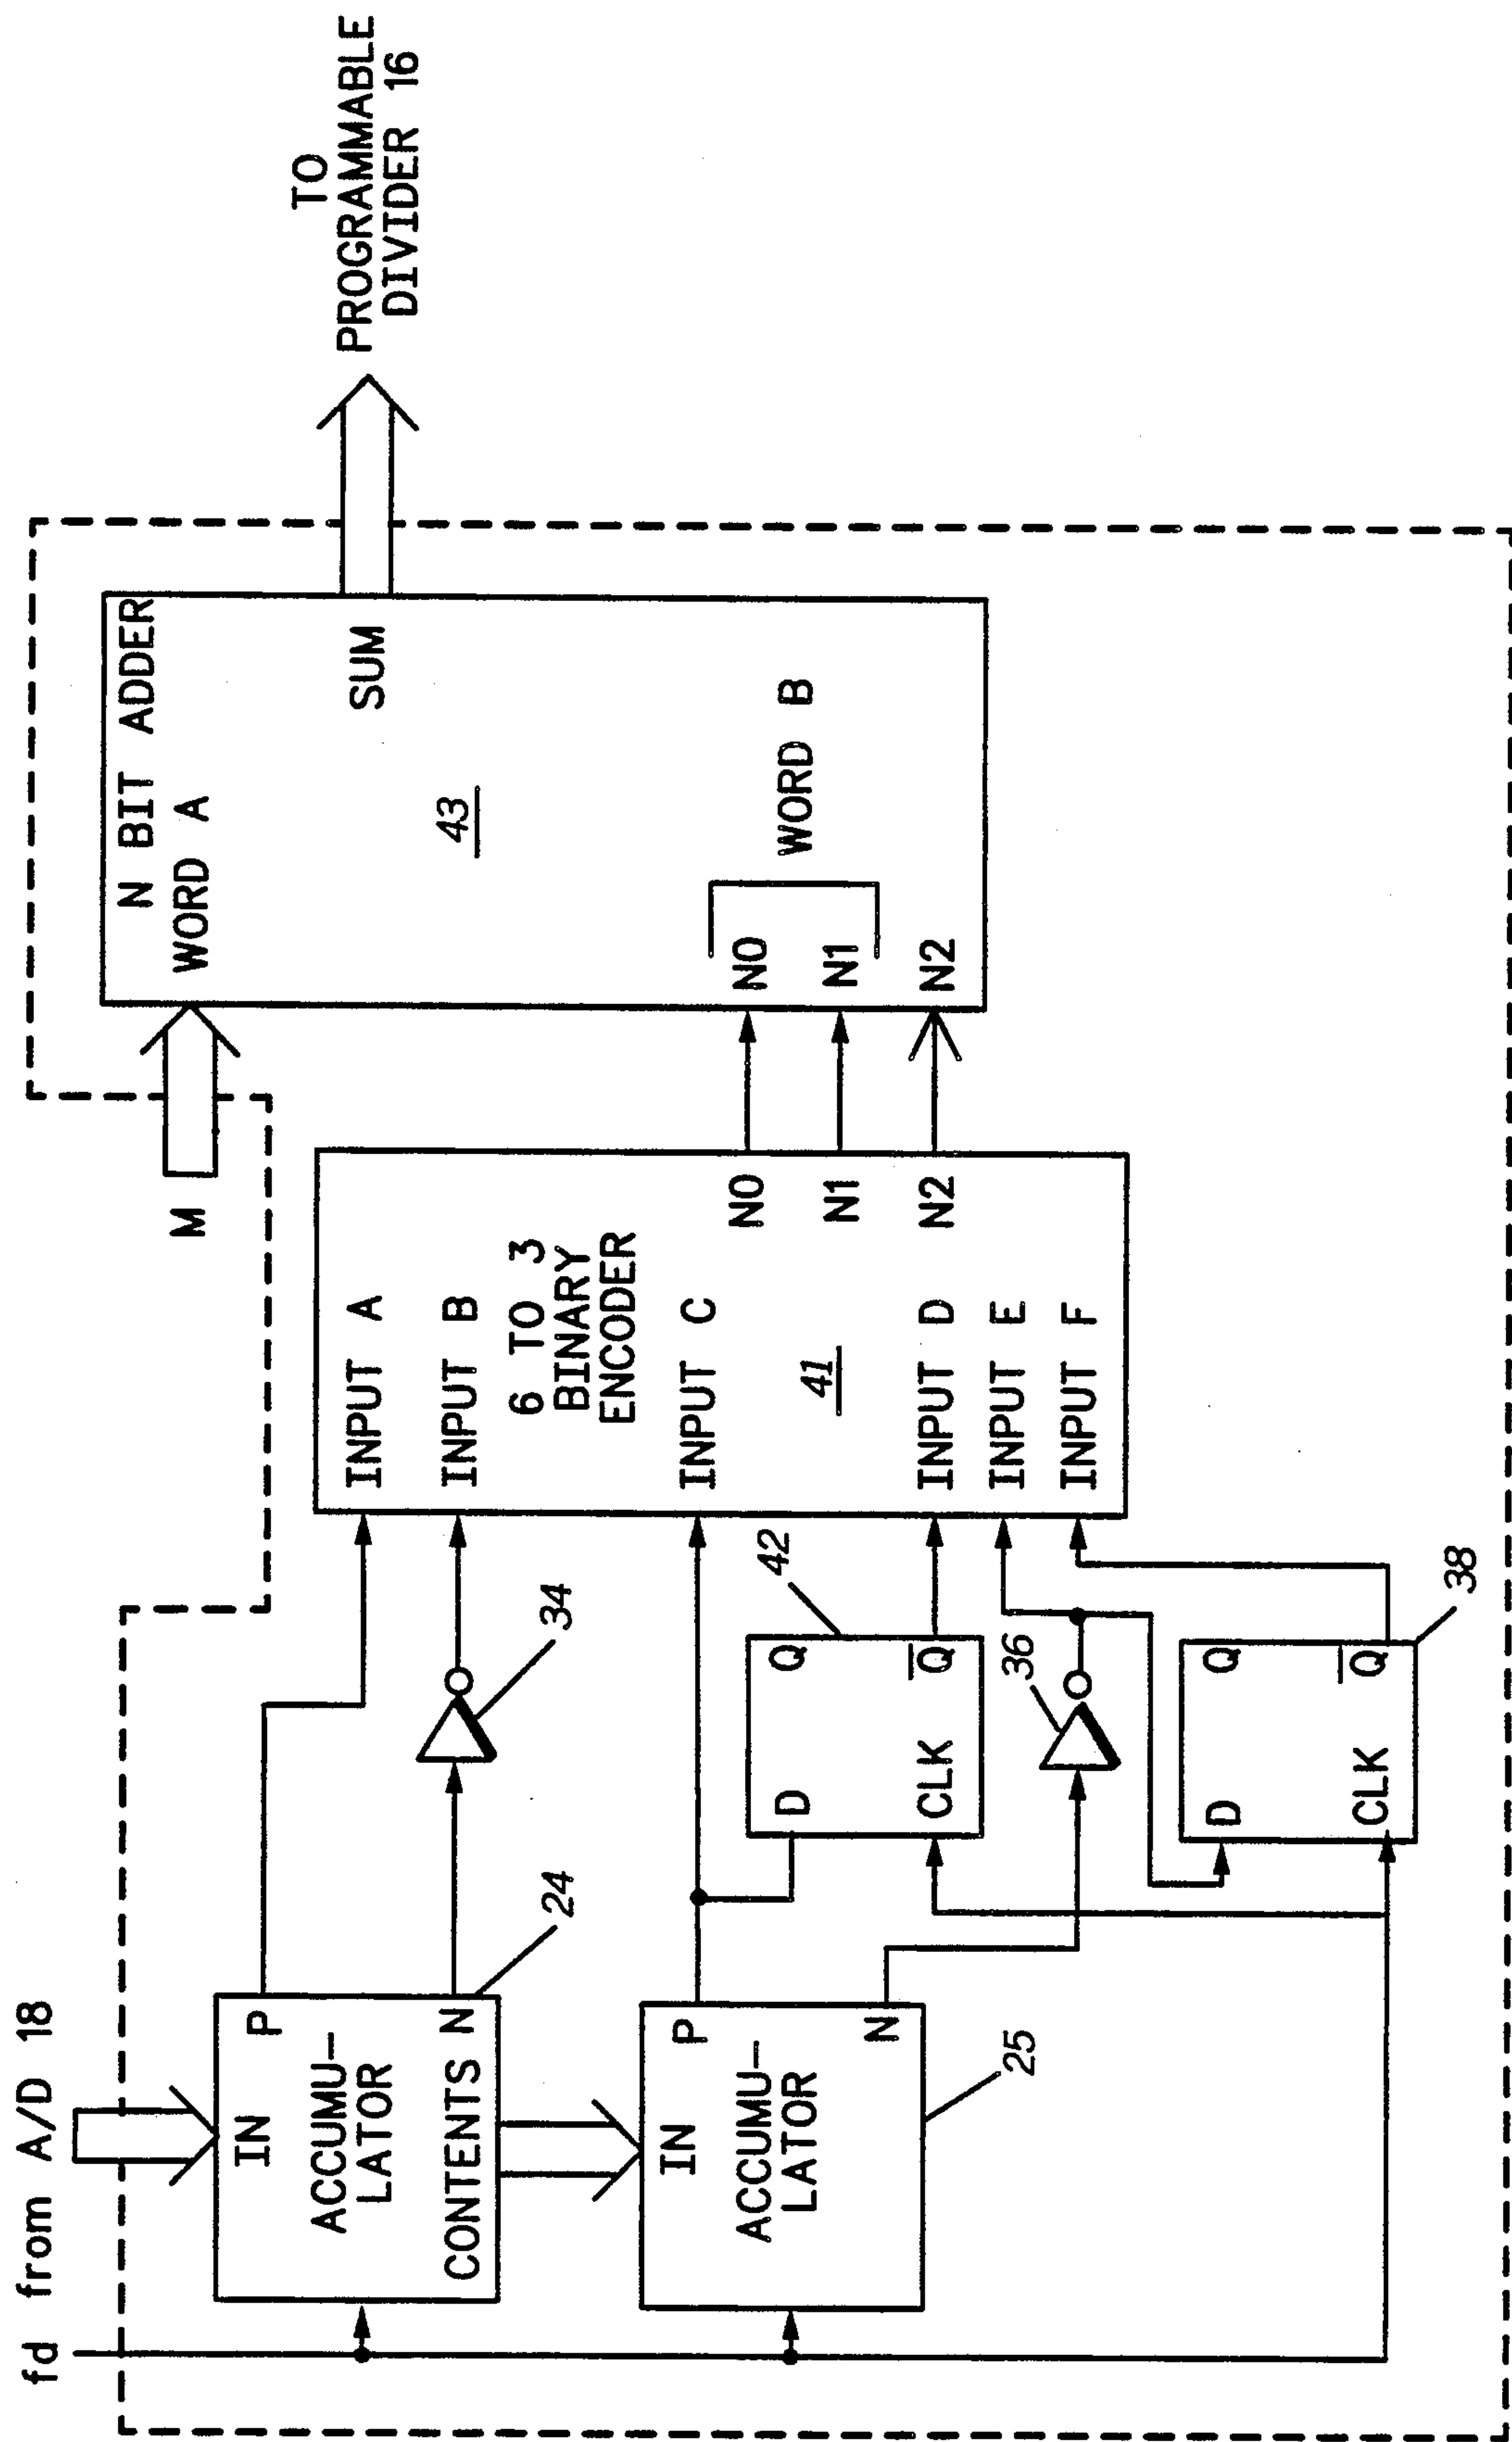 fd from A/D 18
IN
P
ACCUMU-
LATOR
CONTENTS N
24
34
IN
P
ACCUMU-
LATOR
N
25
D
Q
CLK
Q
42
36
D
Q
CLK
Q
38
INPUT A
INPUT B
6 TO 3
BINARY
ENCODER
INPUT C
41
INPUT D
INPUT E
INPUT F
N0
N1
N2
M
N BIT ADDER
WORD A
SUM
43
N0
N1
N2
WORD B
TO
PROGRAMMABLE
DIVIDER 16